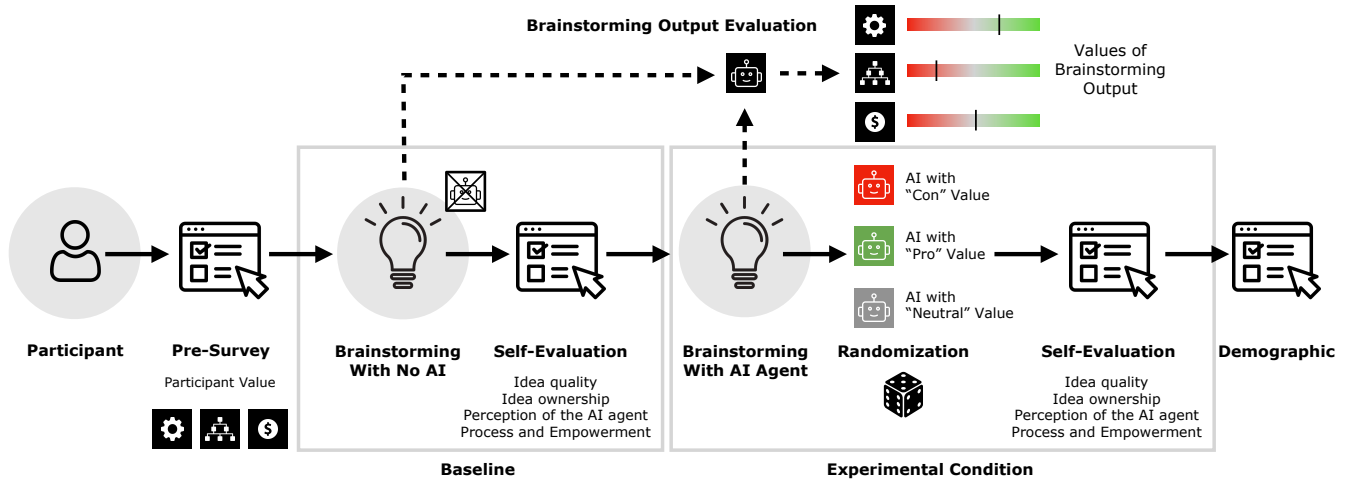 Brainstorming Output Evaluation
Values of
Brainstorming
Output
$
AI with
“Con” Value
AI with
“Pro” Value
AI with
“Neutral” Value
Participant
Pre-Survey
Participant Value
$
Brainstorming
With No AI
Self-Evaluation
Idea quality
Idea ownership
Perception of the AI agent
Process and Empowerment
Baseline
Brainstorming
With AI Agent
Randomization
Self-Evaluation
Idea quality
Idea ownership
Perception of the AI agent
Process and Empowerment
Experimental Condition
Demographic